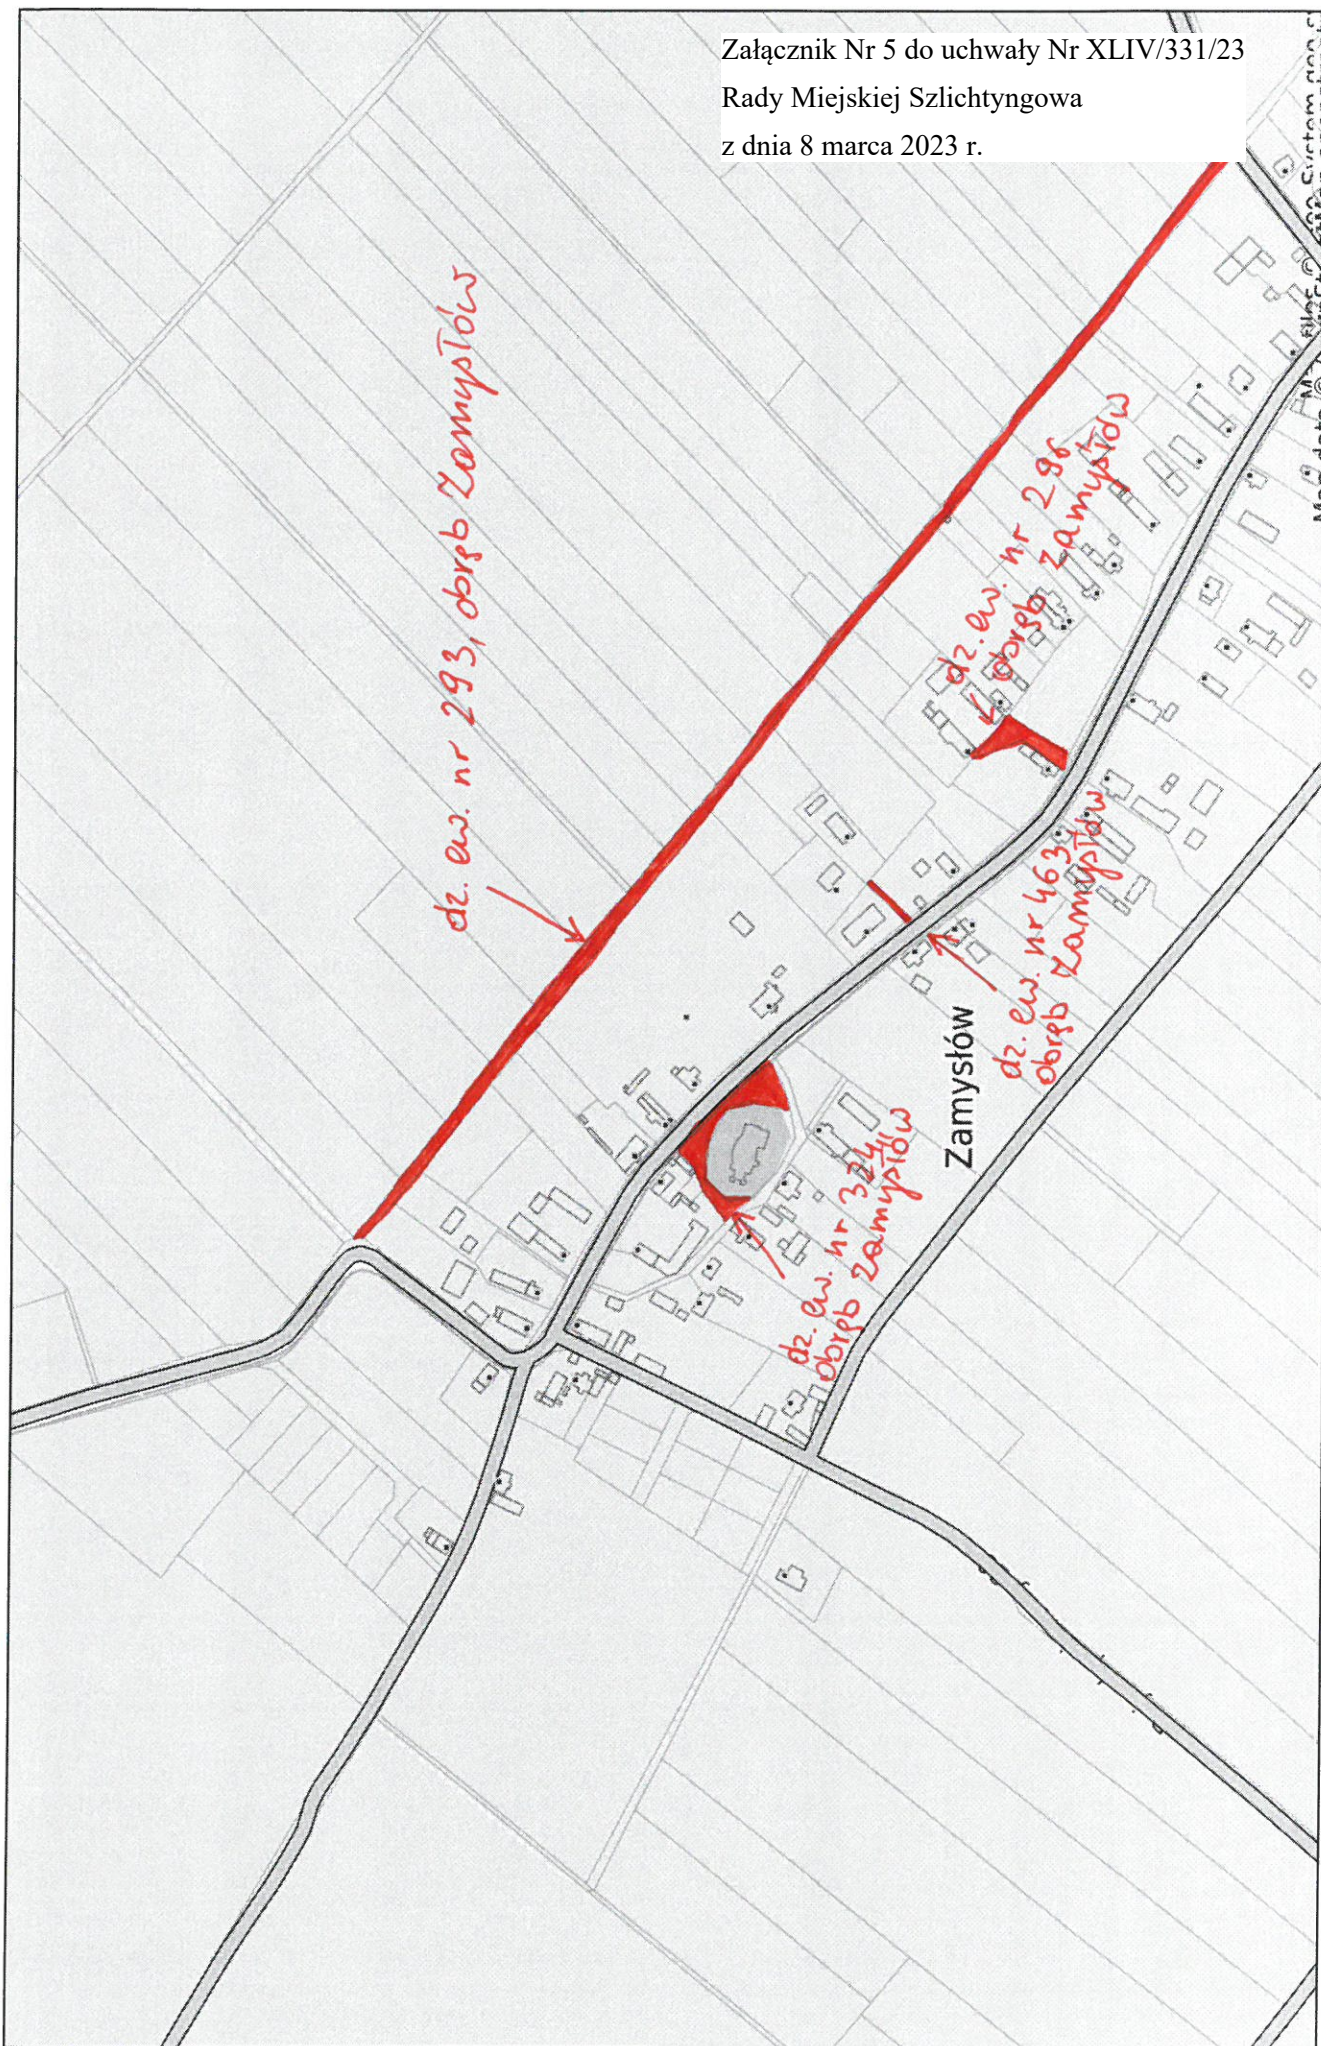 Załącznik Nr 5 do uchwały Nr XLIV/331/23
Rady Miejskiej Szlichtyngowa
z dnia 8 marca 2023 r.
dz. ew. nr 293, obręb Zamysłów
dz. ew. nr 296
obręb Zamysłów
dz. ew. nr 463,
obręb Zamysłów
Zamysłów
dz. ew. nr 324,
obręb Zamysłów